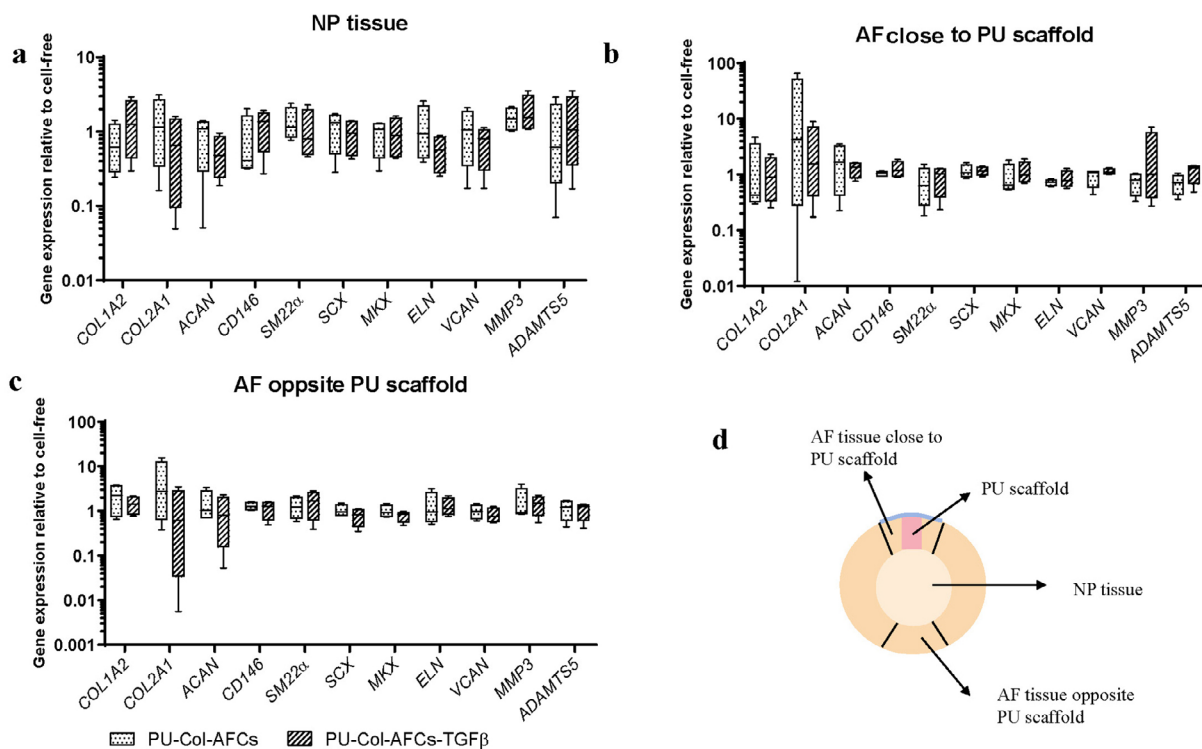 a
NP tissue
Gene expression relative to cell-free
10
1
0.1
0.01
COL1A2
COL2A1
ACAN
CD146
SM22α
SCX
MKX
ELN
VCAN
MMP3
ADAMTS5
b
AF close to PU scaffold
Gene expression relative to cell-free
100
10
1
0.1
0.01
COL1A2
COL2A1
ACAN
CD146
SM22α
SCX
MKX
ELN
VCAN
MMP3
ADAMTS5
c
AF oppsite PU scaffold
Gene expression relative to cell-free
100
10
1
0.1
0.01
0.001
COL1A2
COL2A1
ACAN
CD146
SM22α
SCX
MKX
ELN
VCAN
MMP3
ADAMTS5
PU-Col-AFCs
PU-Col-AFCs-TGFβ
d
AF tissue close to
PU scaffold
PU scaffold
NP tissue
AF tissue opposite
PU scaffold